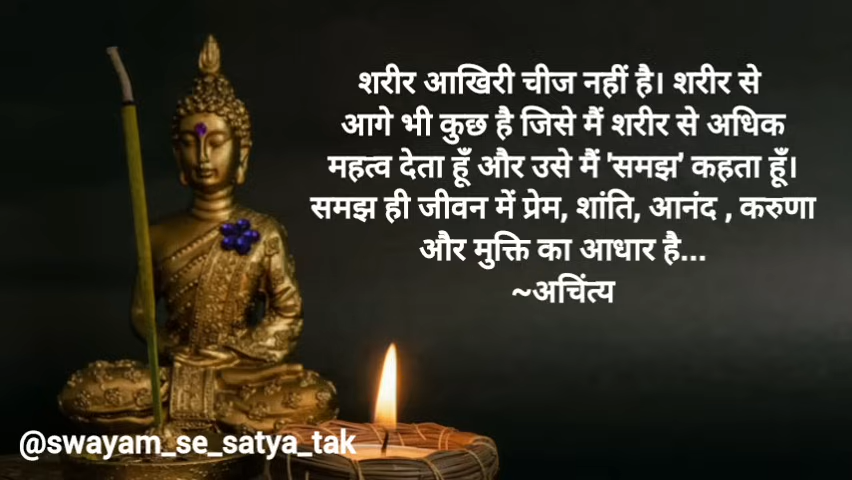 शरीर आखिरी चीज नहीं है। शरीर से
आगे भी कुछ है जिसे मैं शरीर से अधिक
महत्व देता हूँ और उसे मैं 'समझ' कहता हूँ।
समझ ही जीवन में प्रेम, शांति, आनंद , करुणा
और मुक्ति का आधार है...
~अचिंत्य
@swayam_se_satya_tak